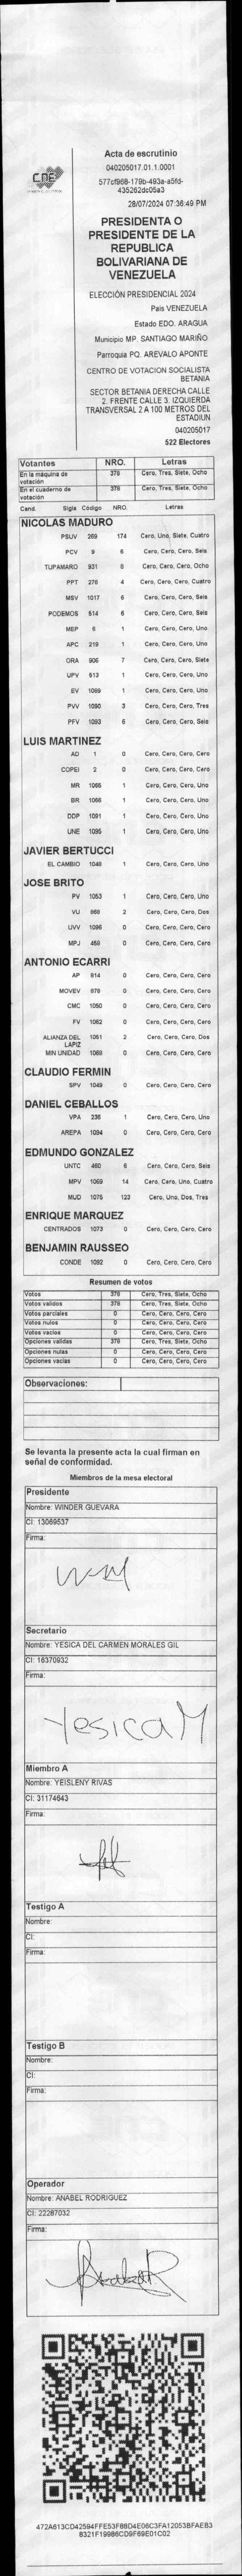 CNE
Acta de escrutinio
040205017.01.1.0001
577cf968-179b-493a-a5fd-
435262dc05a3
28/07/2024 07:36:49 PM
PRESIDENTA O
PRESIDENTE DE LA
REPUBLICA
BOLIVARIANA DE
VENEZUELA
ELECCIÓN PRESIDENCIAL 2024
Pais VENEZUELA
Estado EDO. ARAGUA
Municipio MP. SANTIAGO MARIÑO
Parroquia PQ. AREVALO APONTE
CENTRO DE VOTACION SOCIALISTA
BETANIA
SECTOR BETANIA DERECHA CALLE
2. FRENTE CALLE 3. IZQUIERDA
TRANSVERSAL 2 A 100 METROS DEL
ESTADIUN
040205017
522 Electores
Votantes NRO. Letras
En la máquina de votación 378 Cero, Tres, Siete, Ocho
En el cuaderno de votación 378 Cero, Tres, Siete, Ocho
Cand. Sigla Código NRO. Letras
NICOLAS MADURO
PSUV 269 174 Cero, Uno, Siete, Cuatro
PCV 9 6 Cero, Cero, Cero, Seis
TUPAMARO 931 8 Cero, Cero, Cero, Ocho
PPT 276 4 Cero, Cero, Cero, Cuatro
MSV 1017 6 Cero, Cero, Cero, Seis
PODEMOS 514 6 Cero, Cero, Cero, Seis
MEP 6 1 Cero, Cero, Cero, Uno
APC 219 1 Cero, Cero, Cero, Uno
ORA 906 7 Cero, Cero, Cero, Siete
UPV 513 1 Cero, Cero, Cero, Uno
EV 1089 1 Cero, Cero, Cero, Uno
PVV 1090 3 Cero, Cero, Cero, Tres
PFV 1093 6 Cero, Cero, Cero, Seis
LUIS MARTINEZ
AD 1 0 Cero, Cero, Cero, Cero
COPEI 2 0 Cero, Cero, Cero, Cero
MR 1065 1 Cero, Cero, Cero, Uno
BR 1066 1 Cero, Cero, Cero, Uno
DDP 1091 1 Cero, Cero, Cero, Uno
UNE 1095 1 Cero, Cero, Cero, Uno
JAVIER BERTUCCI
EL CAMBIO 1048 1 Cero, Cero, Cero, Uno
JOSE BRITO
PV 1053 1 Cero, Cero, Cero, Uno
VU 868 2 Cero, Cero, Cero, Dos
UVV 1096 0 Cero, Cero, Cero, Cero
MPJ 459 0 Cero, Cero, Cero, Cero
ANTONIO ECARRI
AP 914 0 Cero, Cero, Cero, Cero
MOVEV 979 0 Cero, Cero, Cero, Cero
CMC 1050 0 Cero, Cero, Cero, Cero
FV 1062 0 Cero, Cero, Cero, Cero
ALIANZA DEL LAPIZ 1051 2 Cero, Cero, Cero, Dos
MIN UNIDAD 1069 0 Cero, Cero, Cero, Cero
CLAUDIO FERMIN
SPV 1049 0 Cero, Cero, Cero, Cero
DANIEL CEBALLOS
VPA 236 1 Cero, Cero, Cero, Uno
AREPA 1094 0 Cero, Cero, Cero, Cero
EDMUNDO GONZALEZ
UNTC 460 6 Cero, Cero, Cero, Seis
MPV 1069 14 Cero, Cero, Uno, Cuatro
MUD 1075 123 Cero, Uno, Dos, Tres
ENRIQUE MARQUEZ
CENTRADOS 1073 0 Cero, Cero, Cero, Cero
BENJAMIN RAUSSEO
CONDE 1092 0 Cero, Cero, Cero, Cero
Resumen de votos
Votos 378 Cero, Tres, Siete, Ocho
Votos validos 378 Cero, Tres, Siete, Ocho
Votos parciales 0 Cero, Cero, Cero, Cero
Votos nulos 0 Cero, Cero, Cero, Cero
Votos vacíos 0 Cero, Cero, Cero, Cero
Opciones validas 378 Cero, Tres, Siete, Ocho
Opciones nulas 0 Cero, Cero, Cero, Cero
Opciones vacías 0 Cero, Cero, Cero, Cero
Observaciones:
Se levanta la presente acta la cual firman en
señal de conformidad.
Miembros de la mesa electoral
Presidente
Nombre: WINDER GUEVARA
CI: 13069537
Firma:
Secretario
Nombre: YESICA DEL CARMEN MORALES GIL
CI: 16370932
Firma:
Yesica M
Miembro A
Nombre: YEISLENY RIVAS
CI: 31174643
Firma:
Testigo A
Nombre:
CI:
Firma:
Testigo B
Nombre:
CI:
Firma:
Operador
Nombre: ANABEL RODRIGUEZ
CI: 22287032
Firma:
472A613CD42594FFE53F88D4E06C3FA12053BFAEB3
8321F19986CD9F69E01C02